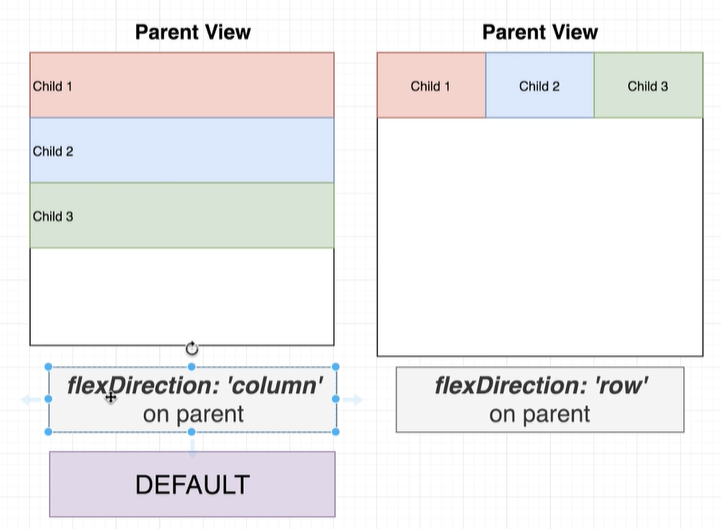 Parent View
Child 1
Child 2
Child 3
flexDirection: 'column'
on parent
DEFAULT
Parent View
Child 1
Child 2
Child 3
flexDirection: 'row'
on parent